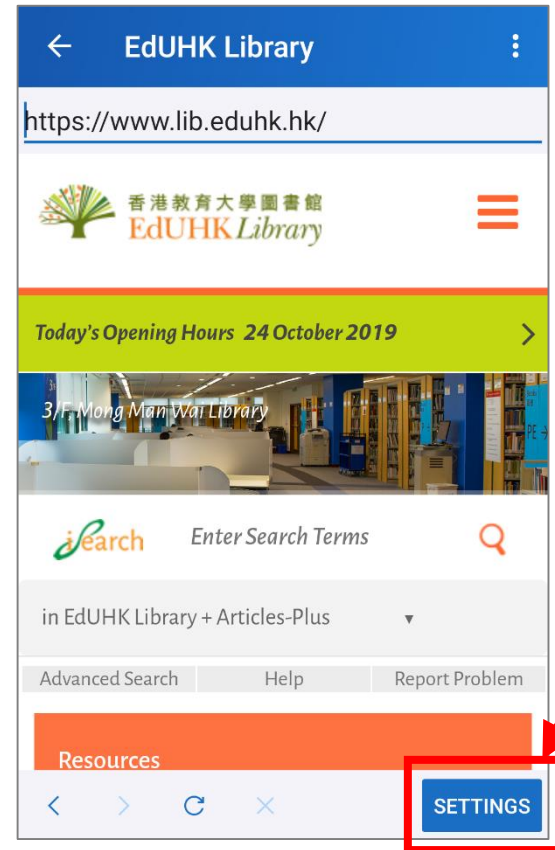 EdUHK Library
https://www.lib.eduhk.hk/
香港教育大學圖書館
EdUHK Library
Today's Opening Hours 24 October 2019
3/F Mong Man Wai Library
PE
iSearch Enter Search Terms
in EdUHK Library + Articles-Plus
Advanced Search Help Report Problem
Resources
SETTINGS